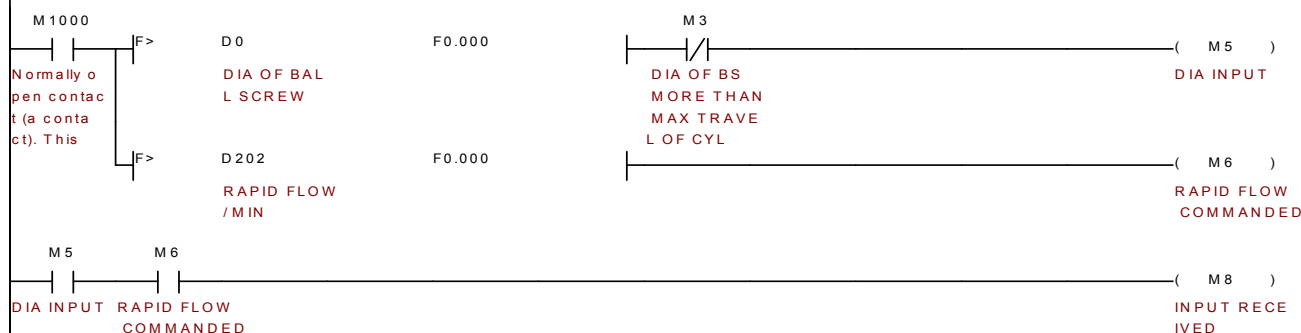 M1000 M3
F> D0 F0.000 ( M5 )
Normally o DIA OF BAL DIA OF BS DIA INPUT
pen contac L SCREW MORE THAN
t (a conta MAX TRAVE
ct). This L OF CYL
F> D202 F0.000 ( M6 )
RAPID FLOW RAPID FLOW
/MIN COMMANDED
M5 M6
( M8 )
DIA INPUT RAPID FLOW INPUT RECE
COMMANDED IVED